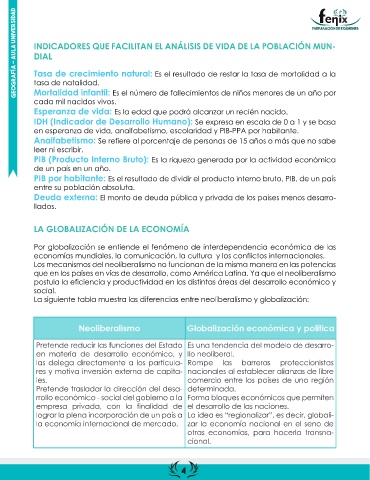 GEOGRAFÍA – AULA UNIVERSIDAD
fenix
PREPARACIÓN DE EXÁMENES
INDICADORES QUE FACILITAN EL ANÁLISIS DE VIDA DE LA POBLACIÓN MUN-
DIAL
Tasa de crecimiento natural: Es el resultado de restar la tasa de mortalidad a la
tasa de natalidad.
Mortalidad infantil: Es el número de fallecimientos de niños menores de un año por
cada mil nacidos vivos.
Esperanza de vida: Es la edad que podrá alcanzar un recién nacido.
IDH (Indicador de Desarrollo Humano): Se expresa en escala de 0 a 1 y se basa
en esperanza de vida, analfabetismo, escolaridad y PIB-PPA por habitante.
Analfabetismo: Se refiere al porcentaje de personas de 15 años o más que no sabe
leer ni escribir.
PIB (Producto Interno Bruto): Es la riqueza generada por la actividad económica
de un país en un año.
PIB por habitante: Es el resultado de dividir el producto interno bruto, PIB, de un país
entre su población absoluta.
Deuda externa: El monto de deuda pública y privada de los países menos desarro-
llados.
LA GLOBALIZACIÓN DE LA ECONOMÍA
Por globalización se entiende el fenómeno de interdependencia económica de las
economías mundiales, la comunicación, la cultura y los conflictos internacionales.
Los mecanismos del neoliberalismo no funcionan de la misma manera en las potencias
que en los países en vías de desarrollo, como América Latina. Ya que el neoliberalismo
postula la eficiencia y productividad en los distintas áreas del desarrollo económico y
social.
La siguiente tabla muestra las diferencias entre neoliberalismo y globalización:
Neoliberalismo
Pretende reducir las funciones del Estado
en materia de desarrollo económico, y
las delega directamente a los particula-
res y motiva inversión externa de capita-
les.
Pretende trasladar la dirección del desa-
rrollo económico - social del gobierno a la
empresa privada, con la finalidad de
lograr la plena incorporación de un país a
la economía internacional de mercado.
Globalización económica y política
Es una tendencia del modelo de desarro-
llo neoliberal.
Rompe las barreras proteccionistas
nacionales al establecer alianzas de libre
comercio entre los países de una región
determinada.
Forma bloques económicos que permiten
el desarrollo de las naciones.
La idea es "regionalizar", es decir, globali-
zar la economía nacional en el seno de
otras economías, para hacerla transna-
cional.
4